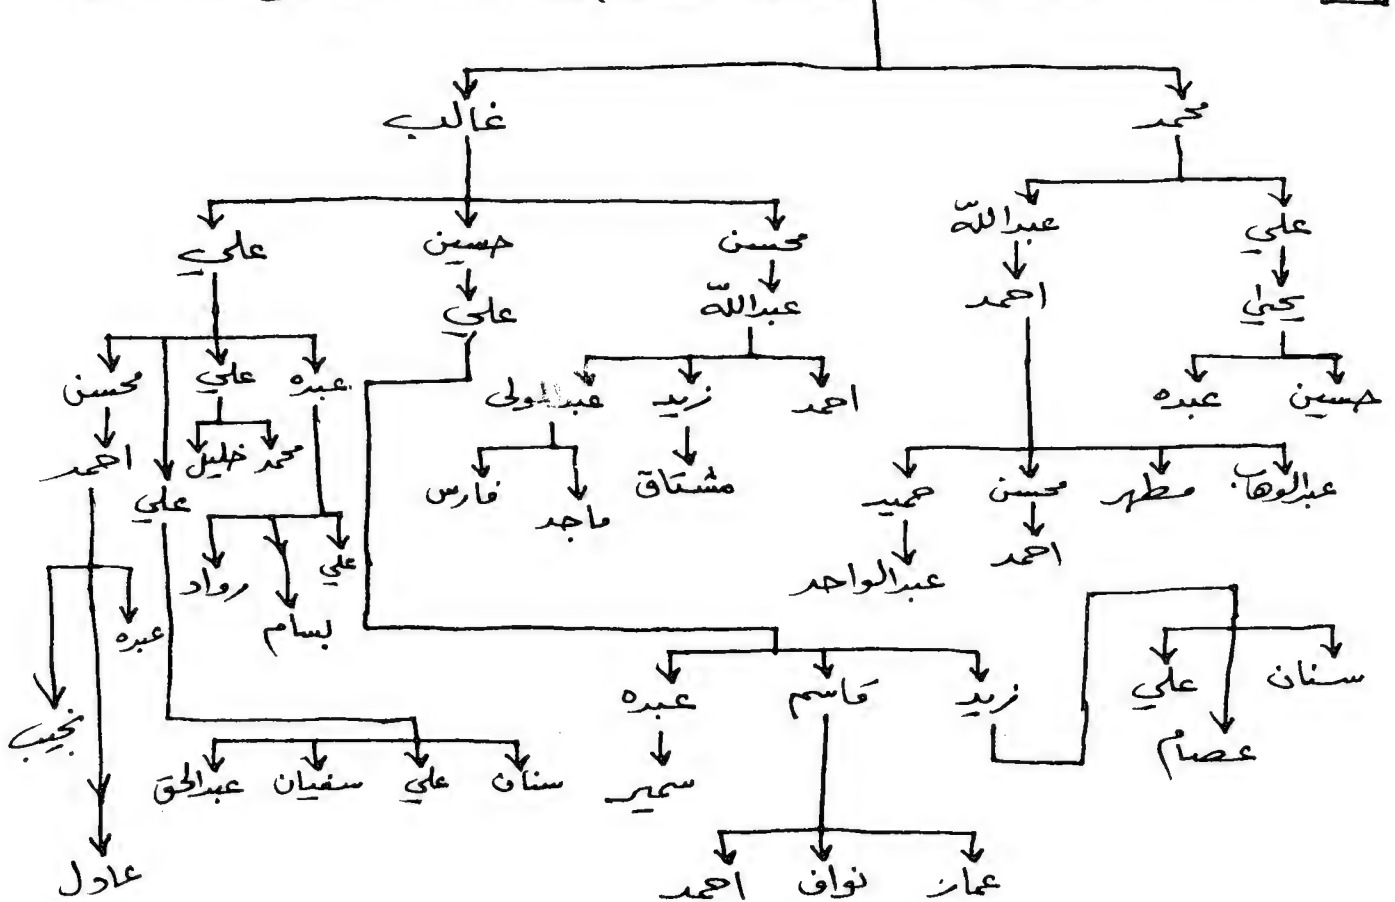 محمد غالب
علي عبدالله محسن حسين علي
يحيى احمد عبدالله علي
حسين عبده احمد زيد عبدالمولى عبده علي علي محسن
عبدالوهاب مطهر محسن حميد مشتاق ماجد فارس محمد خليل احمد
احمد عبدالواحد علي بسام رواد عبده نجيب عادل
زيد قاسم عبده
سنان علي عصام
سمير
سنان علي سفيان عبدالحق
نواف احمد